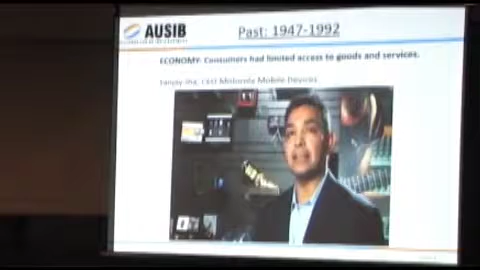 AUSIB
Past: 1947-1992
ECONOMY: Consumers had limited access to goods and services.
Sanjay Jha, CEO Motorola Mobile Devices